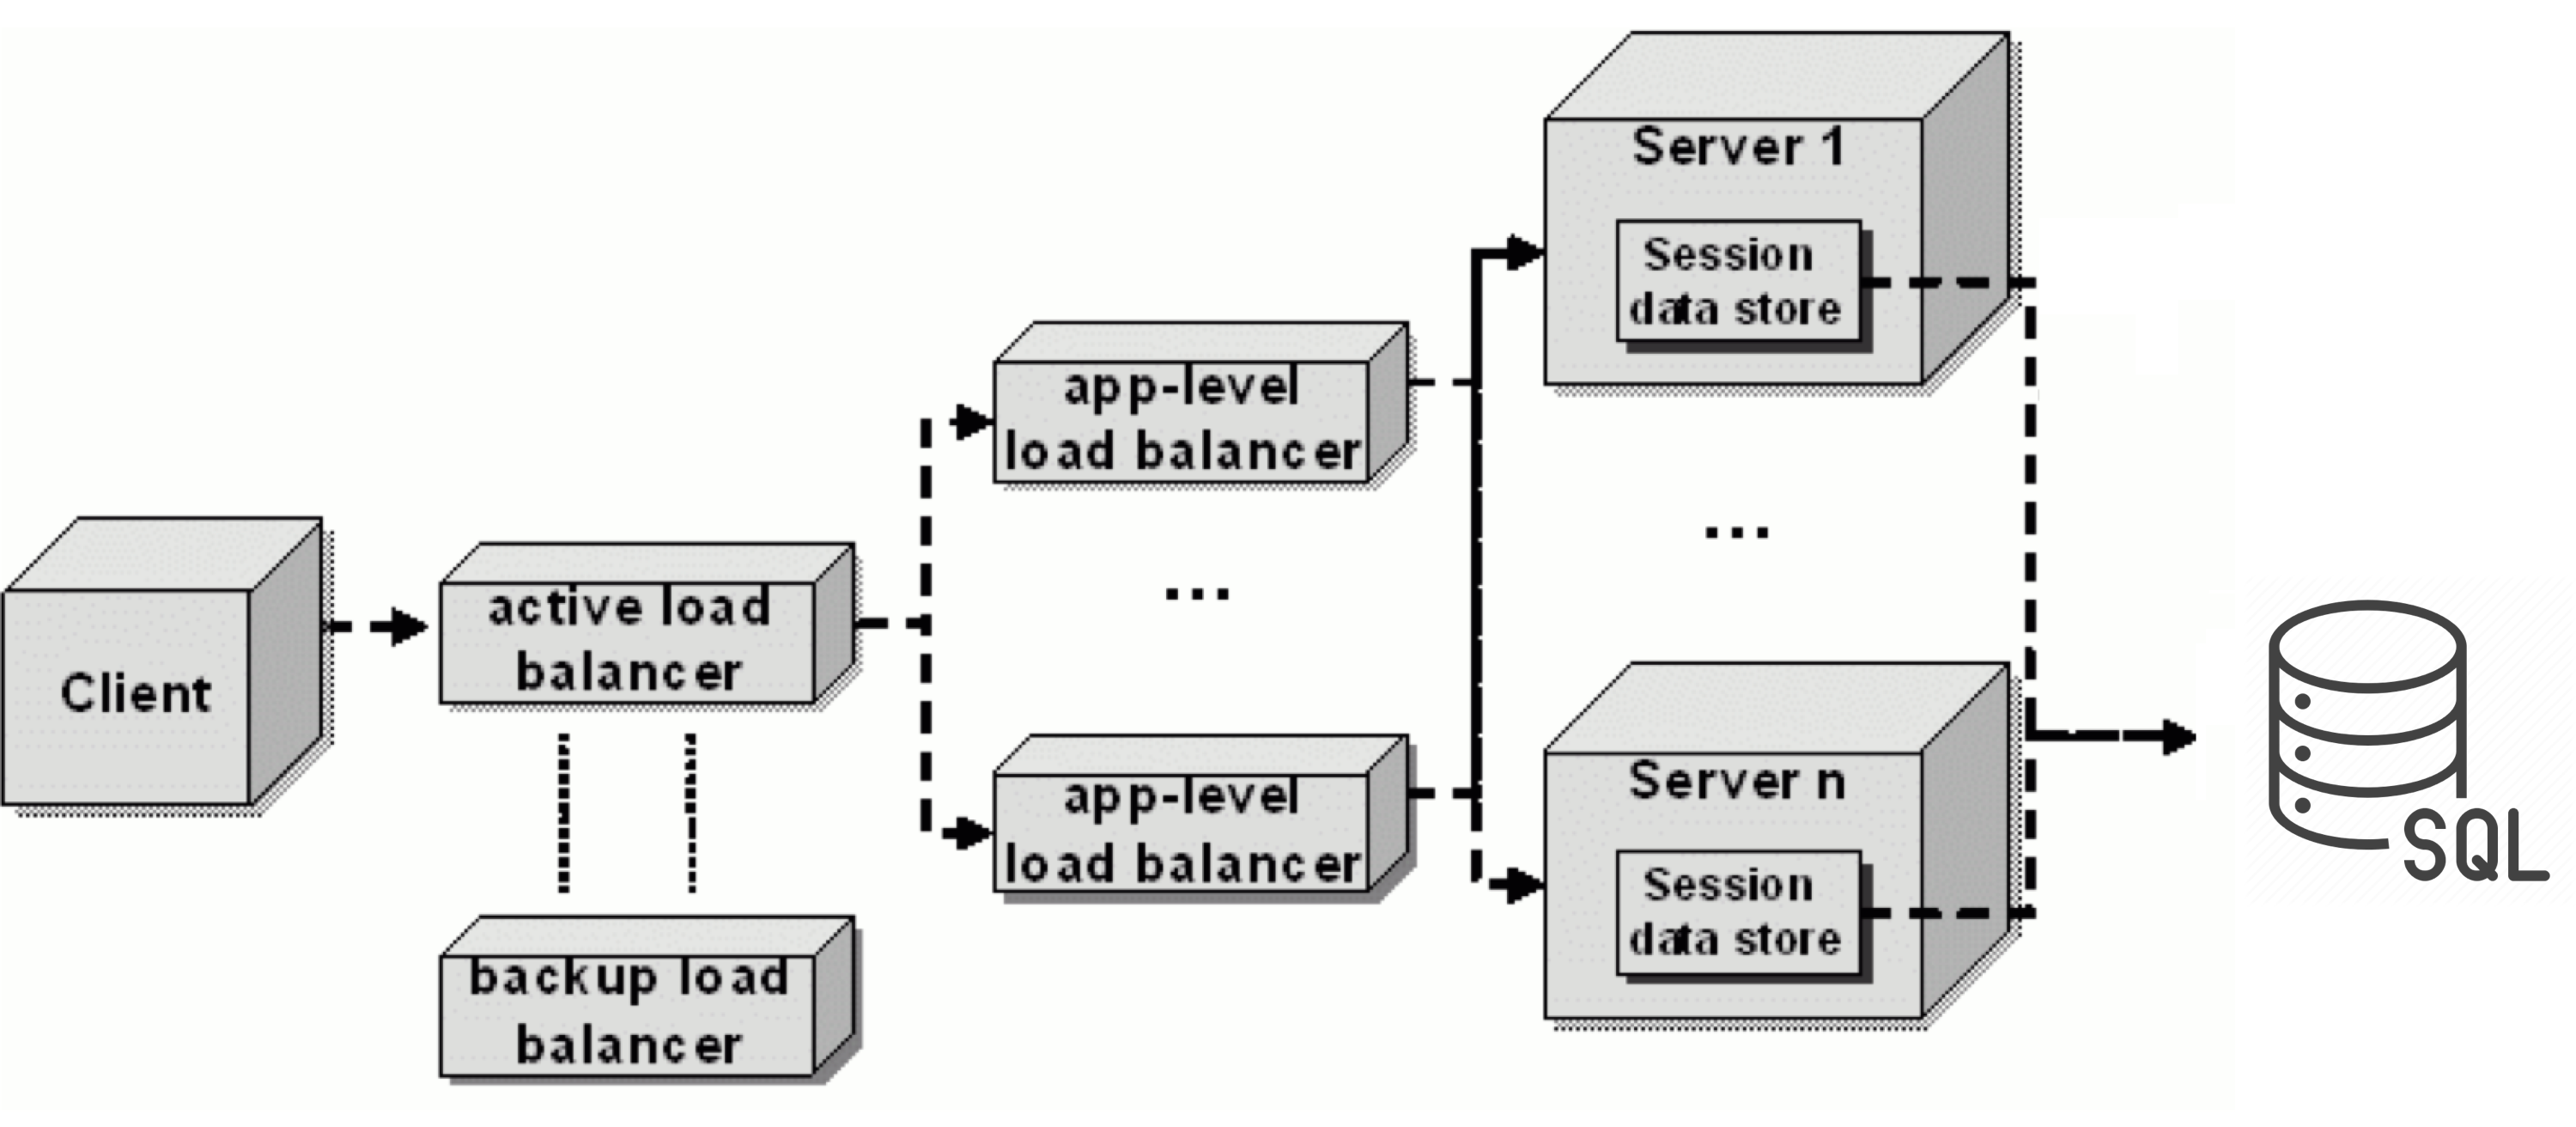 Client
active load
balancer
backup load
balancer
app-level
load balancer
...
app-level
load balancer
Server 1
Session
data store
...
Server n
Session
data store
SQL